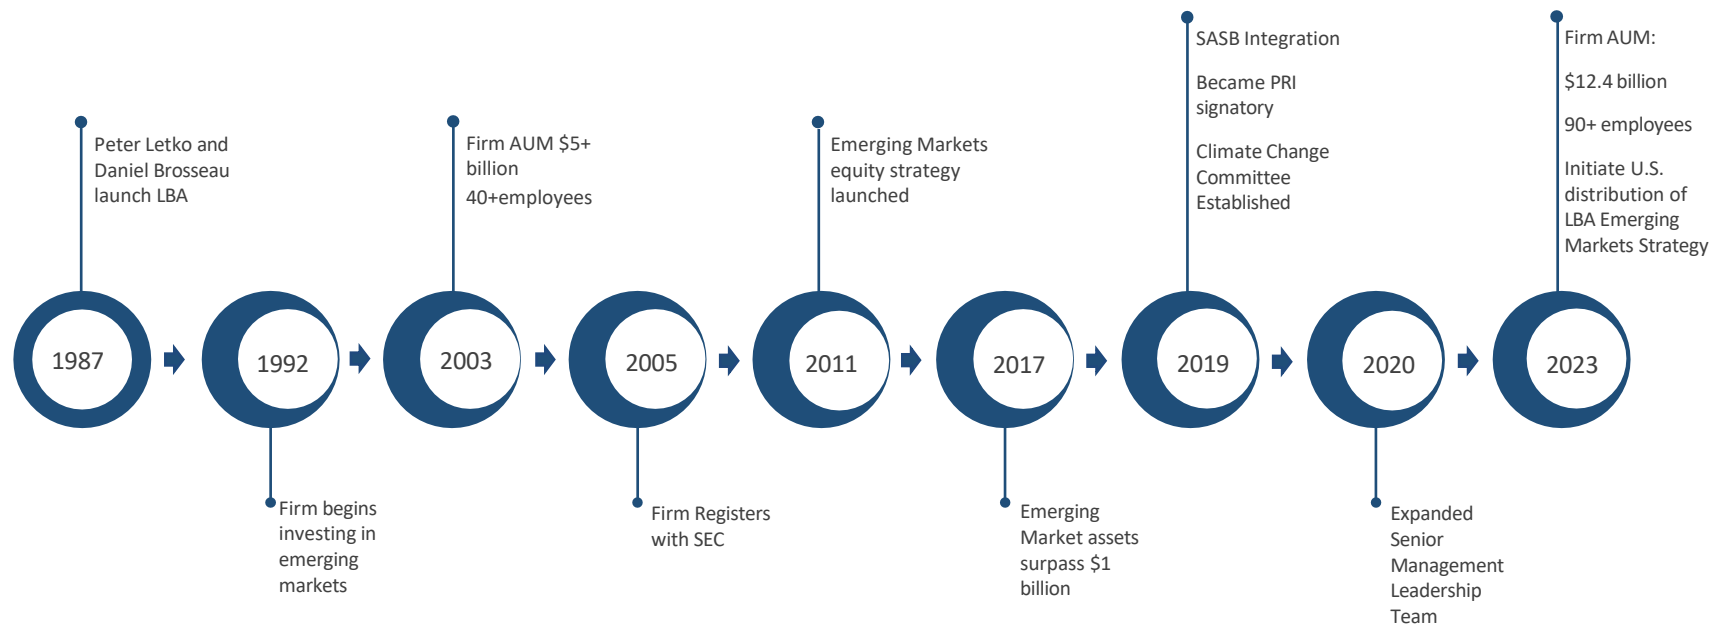 1987
Peter Letko and
Daniel Brosseau
launch LBA
1992
Firm begins
investing in
emerging
markets
2003
Firm AUM $5+
billion
40+employees
2005
Firm Registers
with SEC
2011
Emerging Markets
equity strategy
launched
2017
Emerging
Market assets
surpass $1
billion
2019
SASB Integration
Became PRI
signatory
Climate Change
Committee
Established
2020
Expanded
Senior
Management
Leadership
Team
2023
Firm AUM:
$12.4 billion
90+ employees
Initiate U.S.
distribution of
LBA Emerging
Markets Strategy